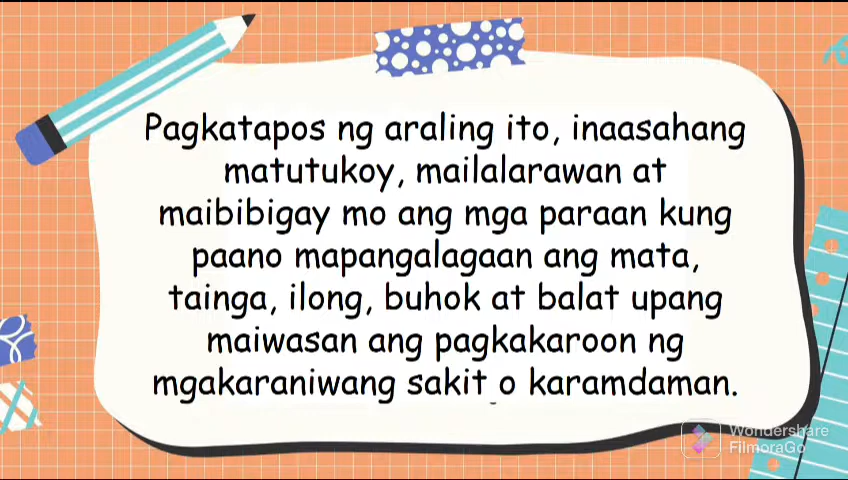 Pagkatapos ng araling ito, inaasahang
matutukoy, mailalarawan at
maibibigay mo ang mga paraan kung
paano mapangalagaan ang mata,
tainga, ilong, buhok at balat upang
maiwasan ang pagkakaroon ng
mgakaraniwang sakit o karamdaman.
Wondershare
FilmoraGo